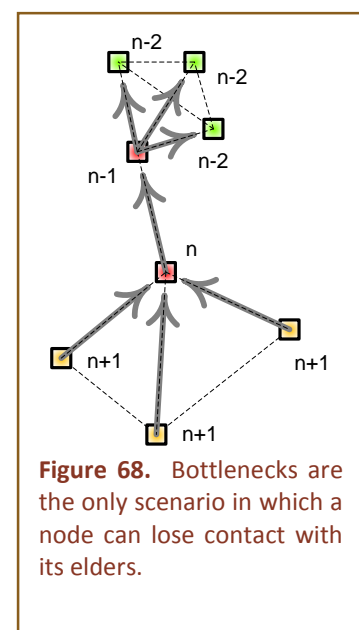 n-2
n-2
n-2
n-1
n
n+1
n+1
n+1
Figure 68. Bottlenecks are
the only scenario in which a
node can lose contact with
its elders.